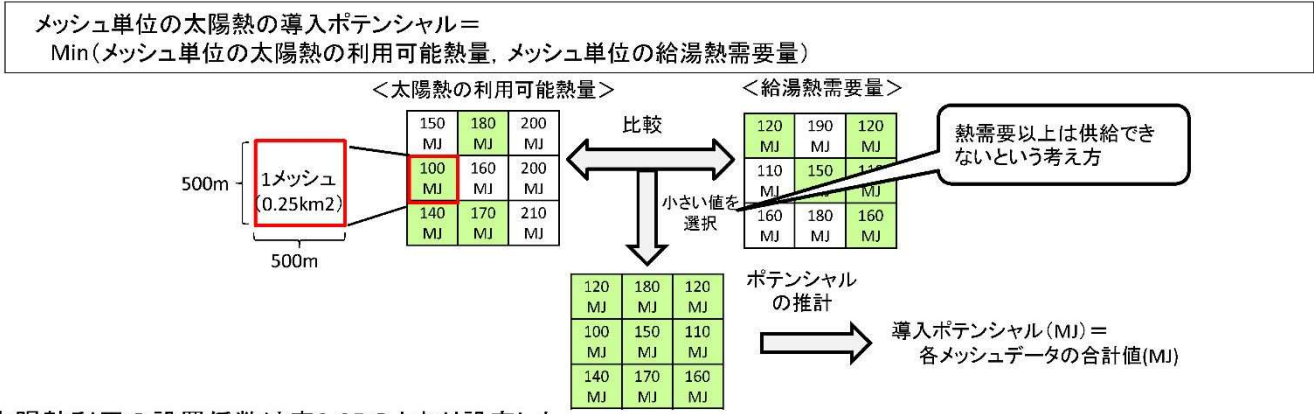 メッシュ単位の太陽熱の導入ポテンシャル＝
Min(メッシュ単位の太陽熱の利用可能熱量, メッシュ単位の給湯熱需要量)
＜太陽熱の利用可能熱量＞
150 180 200
MJ MJ MJ
100 160 200
MJ MJ MJ
140 170 210
MJ MJ MJ
500m
1メッシュ
(0.25km2)
500m
比較
小さい値を
選択
＜給湯熱需要量＞
120 190 120
MJ MJ MJ
110 150
MJ MJ MJ
160 180 160
MJ MJ MJ
熱需要以上は供給でき
ないという考え方
120 180 120
MJ MJ MJ
100 150 110
MJ MJ MJ
140 170 160
MJ MJ MJ
ポテンシャル
の推計
導入ポテンシャル(MJ)＝
各メッシュデータの合計値(MJ)